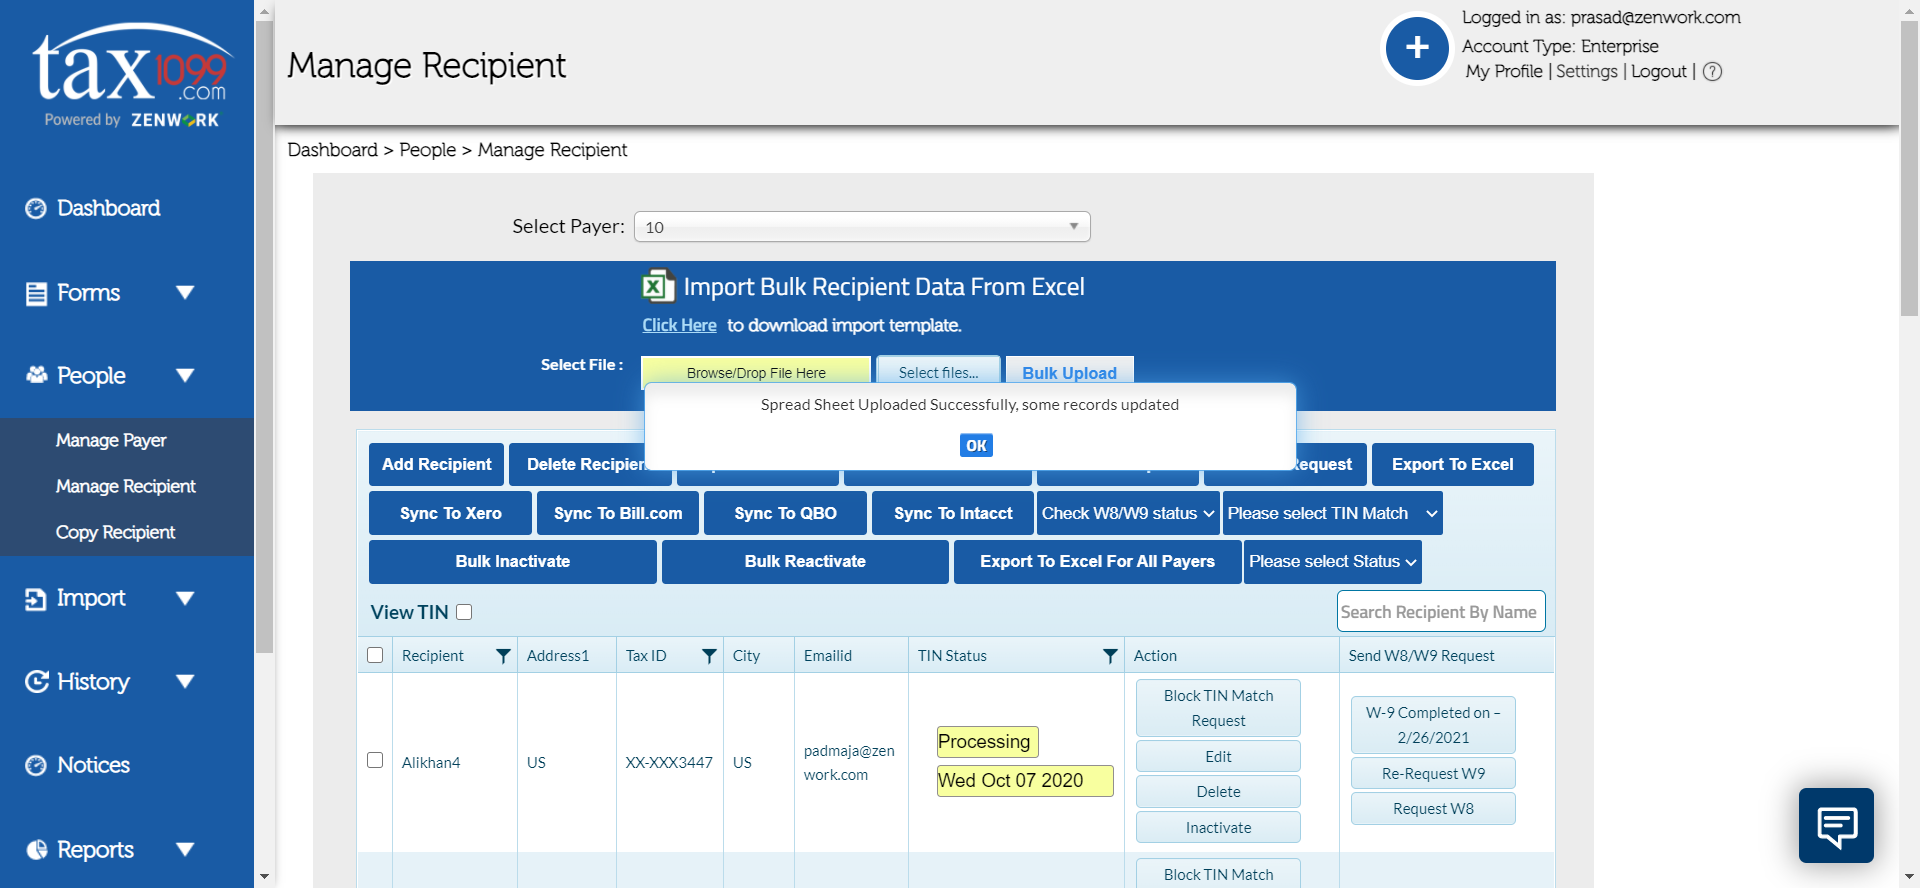 tax1099
.com
Powered by ZENWORK
Dashboard
Forms
People
Manage Payer
Manage Recipient
Copy Recipient
Import
History
Notices
Reports
Manage Recipient
+
Logged in as: prasad@zenwork.com
Account Type: Enterprise
My Profile | Settings | Logout | ?
Dashboard > People > Manage Recipient
Select Payer: 10
Import Bulk Recipient Data From Excel
Click Here to download import template.
Select File : Browse/Drop File Here Select files... Bulk Upload
Spread Sheet Uploaded Successfully, some records updated
OK
Add Recipient Delete Recipien equest Export To Excel
Sync To Xero Sync To Bill.com Sync To QBO Sync To Intacct Check W8/W9 status Please select TIN Match
Bulk Inactivate Bulk Reactivate Export To Excel For All Payers Please select Status
View TIN Search Recipient By Name
Recipient Address1 Tax ID City Emailid TIN Status Action Send W8/W9 Request
Alikhan4 US XX-XXX3447 US
padmaja@zen
work.com
Processing
Wed Oct 07 2020
Block TIN Match
Request
Edit
Delete
Inactivate
W-9 Completed on –
2/26/2021
Re-Request W9
Request W8
Block TIN Match